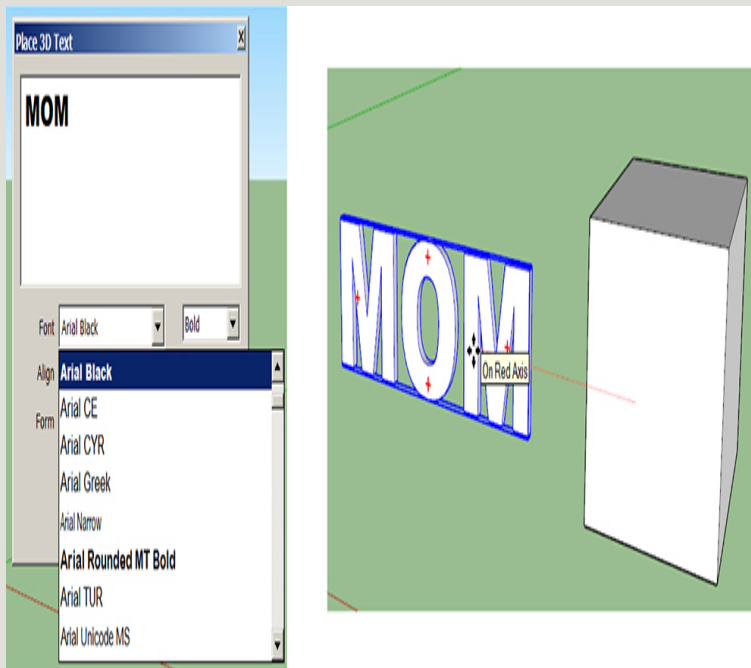 Place 3D Text
MOM
Font Arial Black Bold
Align
Form
Arial Black
Arial CE
Arial CYR
Arial Greek
Arial Narrow
Arial Rounded MT Bold
Arial TUR
Arial Unicode MS
MOM
On Red Axis